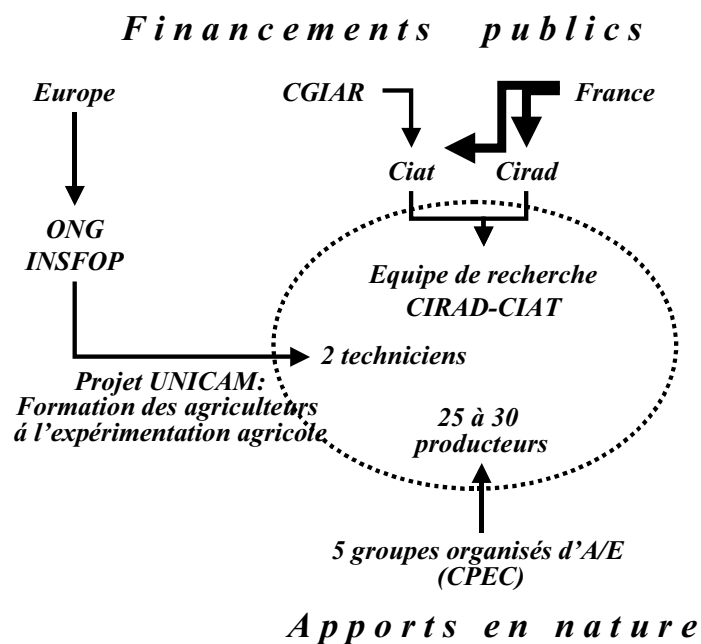 Financements publics
Europe
CGIAR
France
Ciat
Cirad
ONG
INSFOP
Equipe de recherche
CIRAD-CIAT
2 techniciens
Projet UNICAM:
Formation des agriculteurs
á l’expérimentation agricole
25 à 30
producteurs
5 groupes organisés d’A/E
(CPEC)
Apports en nature